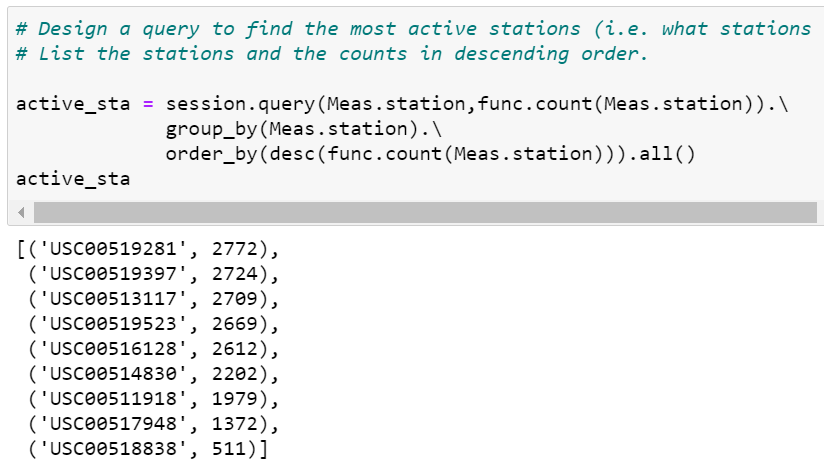 # Design a query to find the most active stations (i.e. what stations
# List the stations and the counts in descending order.
active_sta = session.query(Meas.station,func.count(Meas.station)).\
group_by(Meas.station).\
order_by(desc(func.count(Meas.station))).all()
active_sta
[('USC00519281', 2772),
('USC00519397', 2724),
('USC00513117', 2709),
('USC00519523', 2669),
('USC00516128', 2612),
('USC00514830', 2202),
('USC00511918', 1979),
('USC00517948', 1372),
('USC00518838', 511)]